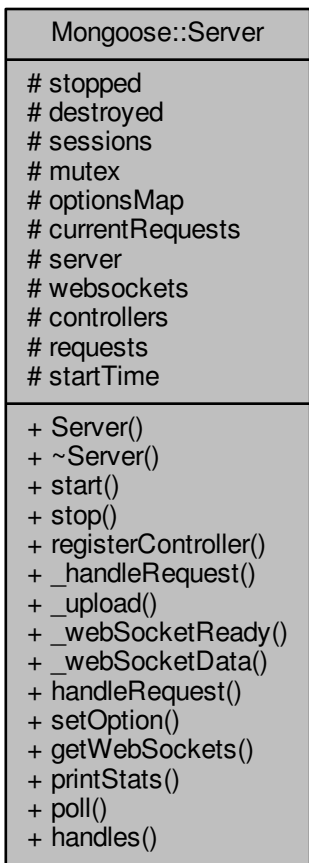 Mongoose::Server
# stopped
# destroyed
# sessions
# mutex
# optionsMap
# currentRequests
# server
# websockets
# controllers
# requests
# startTime
+ Server()
+ ~Server()
+ start()
+ stop()
+ registerController()
+ _handleRequest()
+ _upload()
+ _webSocketReady()
+ _webSocketData()
+ handleRequest()
+ setOption()
+ getWebSockets()
+ printStats()
+ poll()
+ handles()